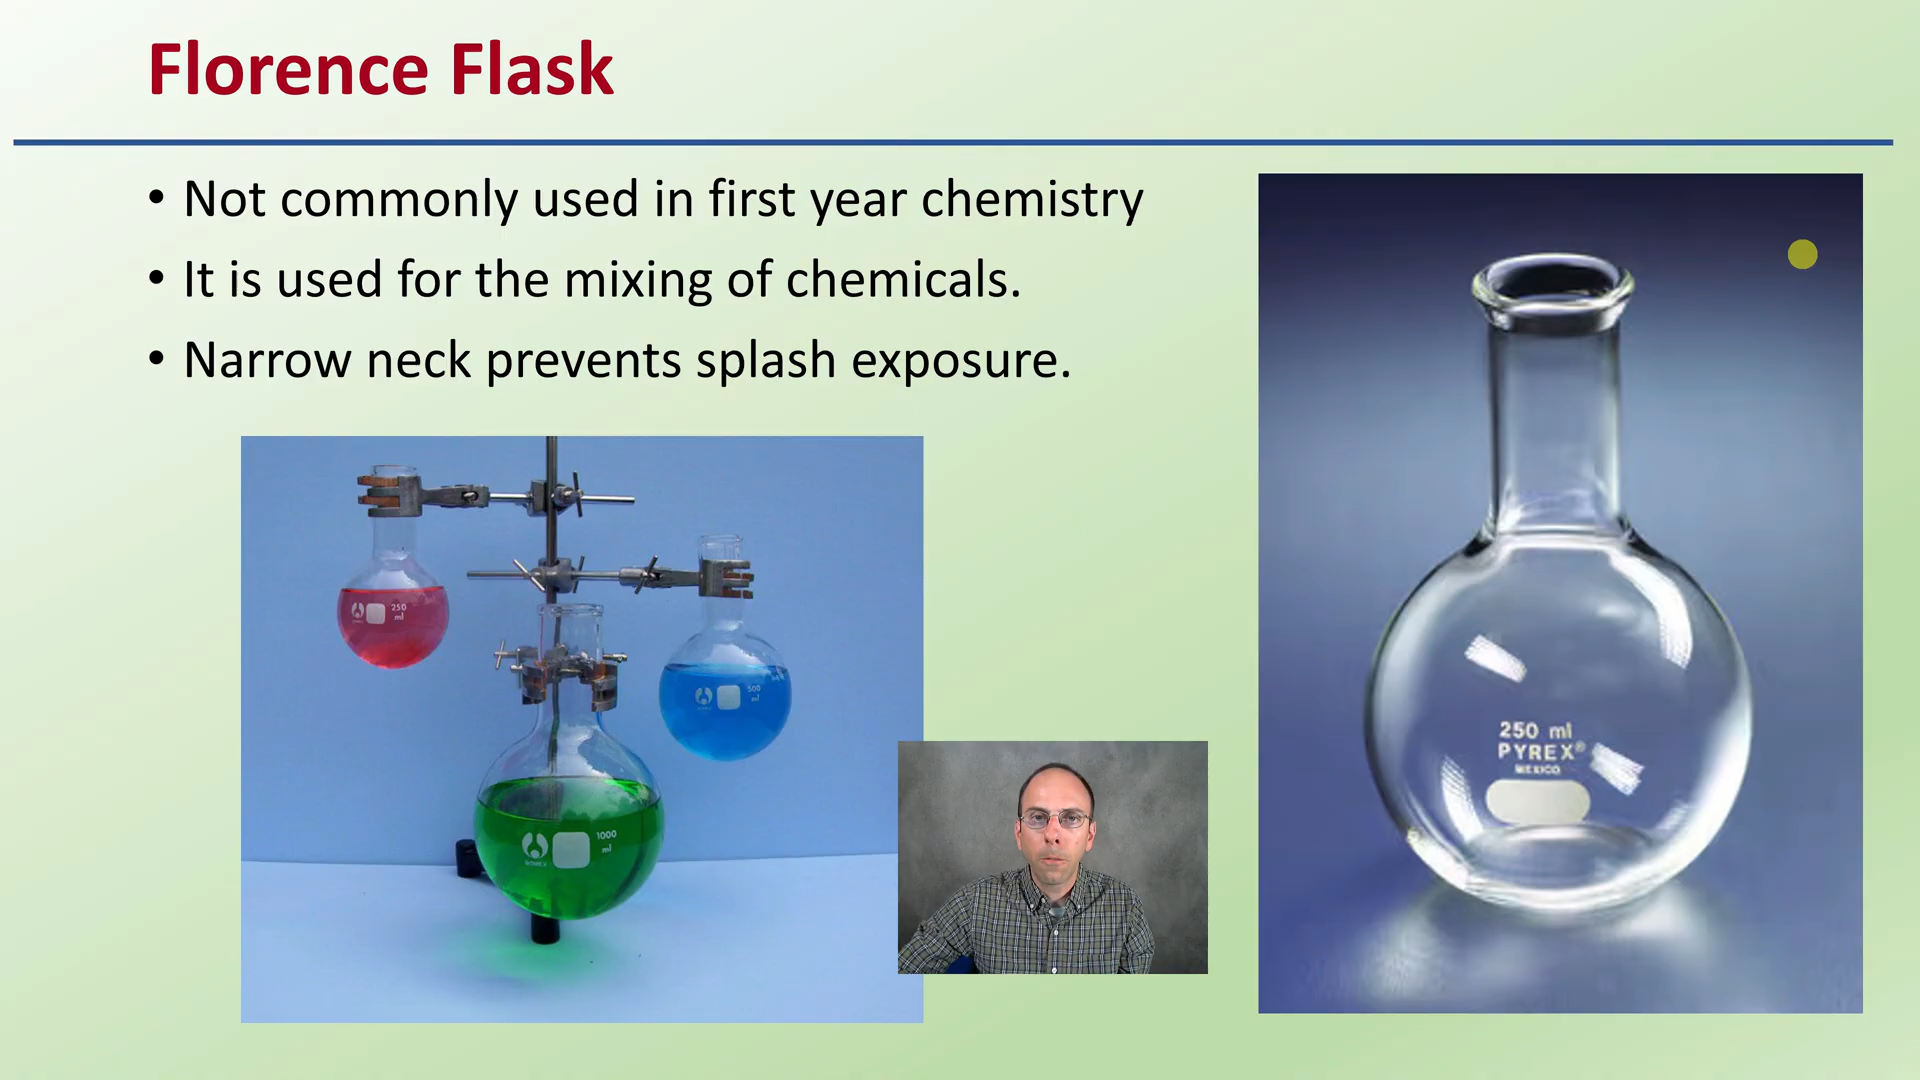 Florence Flask
• Not commonly used in first year chemistry
• It is used for the mixing of chemicals.
• Narrow neck prevents splash exposure.
250
ml
500
ml
1000
ml
250 ml
PYREX®
MEXICO